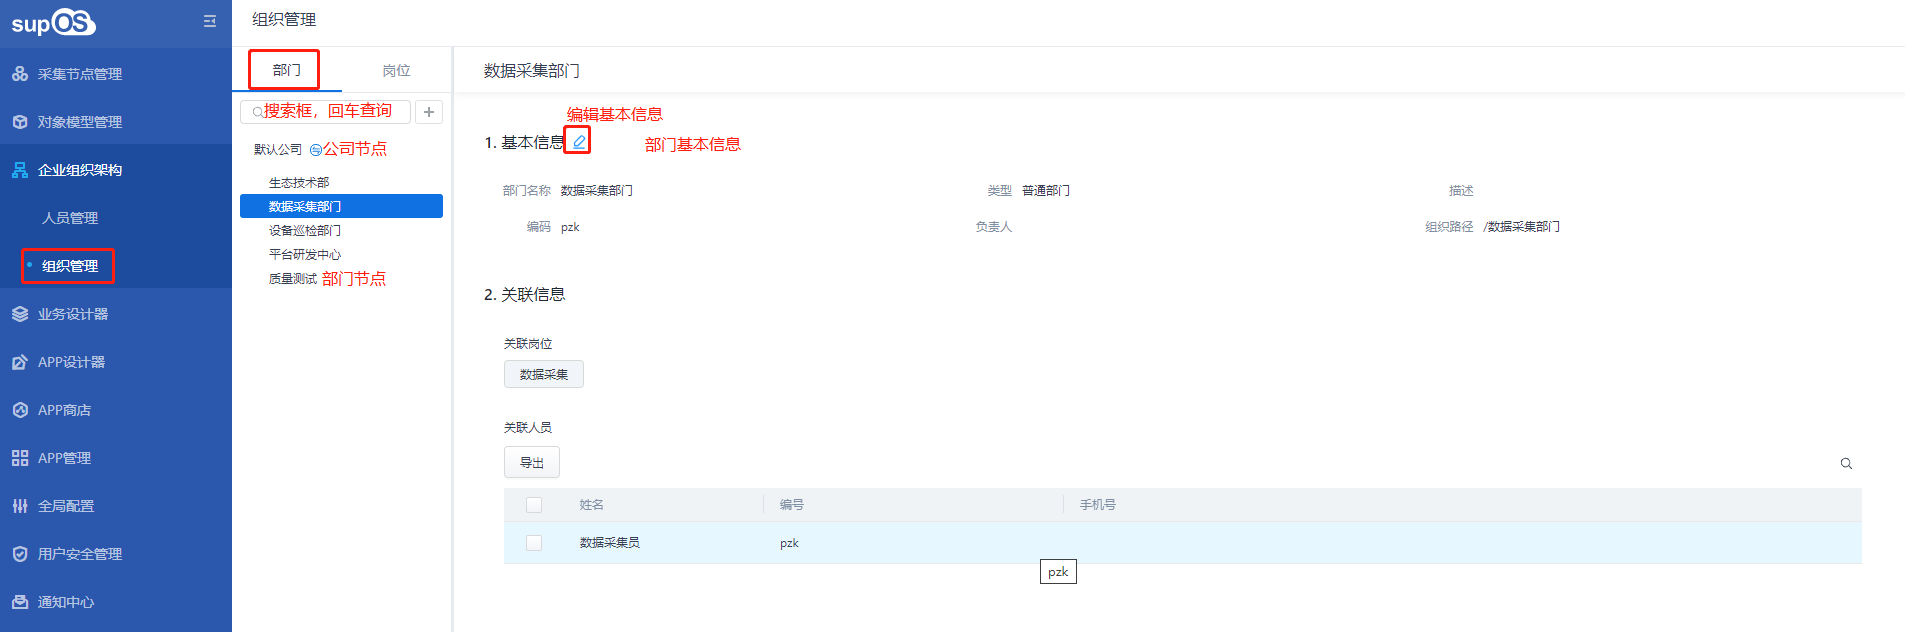 supOS
采集节点管理
对象模型管理
企业组织架构
人员管理
组织管理
业务设计器
APP设计器
APP商店
APP管理
全局配置
用户安全管理
通知中心
组织管理
部门
岗位
搜索框，回车查询
默认公司 公司节点
生态技术部
数据采集部门
设备巡检部门
平台研发中心
质量测试 部门节点
数据采集部门
编辑基本信息
1. 基本信息
部门基本信息
部门名称 数据采集部门 类型 普通部门 描述
编码 pzk 负责人 组织路径 /数据采集部门
2. 关联信息
关联岗位
数据采集
关联人员
导出
姓名 编号 手机号
数据采集员 pzk
pzk